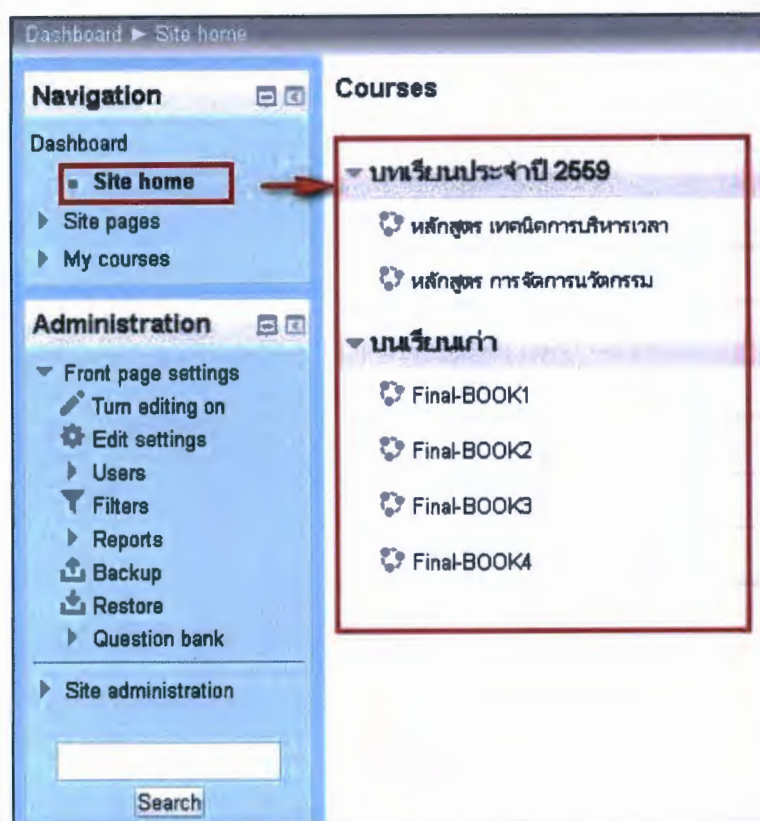 Dashboard ► Site home
Navigation
Dashboard
Site home
Site pages
My courses
Administration
Front page settings
Turn editing on
Edit settings
Users
Filters
Reports
Backup
Restore
Question bank
Site administration
Search
Courses
บทเรียนประจำปี 2559
หลักสูตร เทคนิคการบริหารเวลา
หลักสูตร การจัดการนวัตกรรม
บนเรียนเก่า
Final-BOOK1
Final-BOOK2
Final-BOOK3
Final-BOOK4